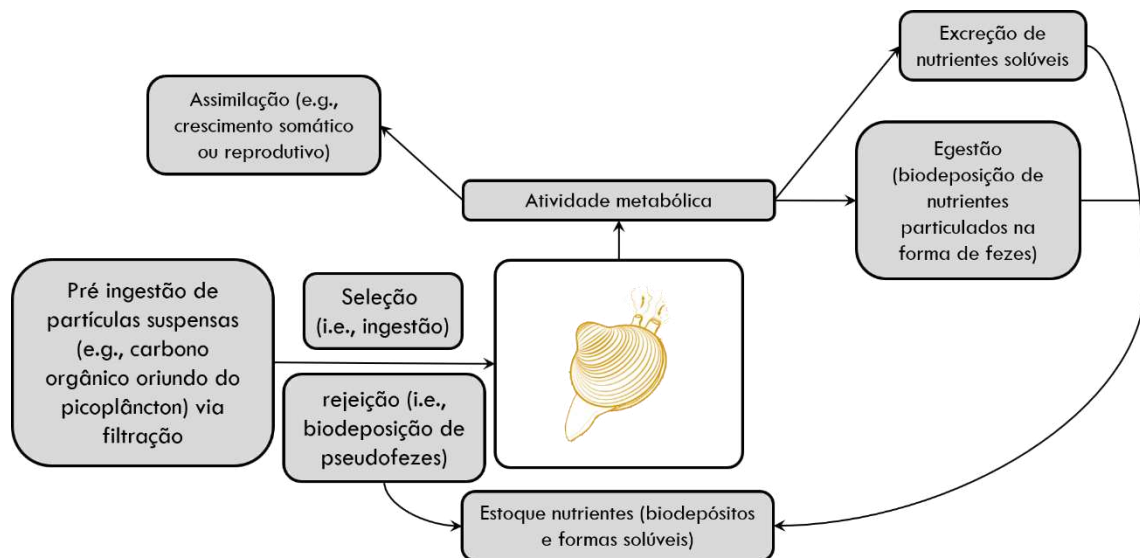 Excreção de
nutrientes solúveis
Assimilação (e.g.,
crescimento somático
ou reprodutivo)
Egestão
(biodeposição de
nutrientes
particulados na
forma de fezes)
Atividade metabólica
Pré ingestão de
partículas suspensas
(e.g., carbono
orgânico oriundo do
picoplâncton) via
filtração
Seleção
(i.e., ingestão)
rejeição (i.e.,
biodeposição de
pseudofezes)
Estoque nutrientes (biodepósitos
e formas solúveis)